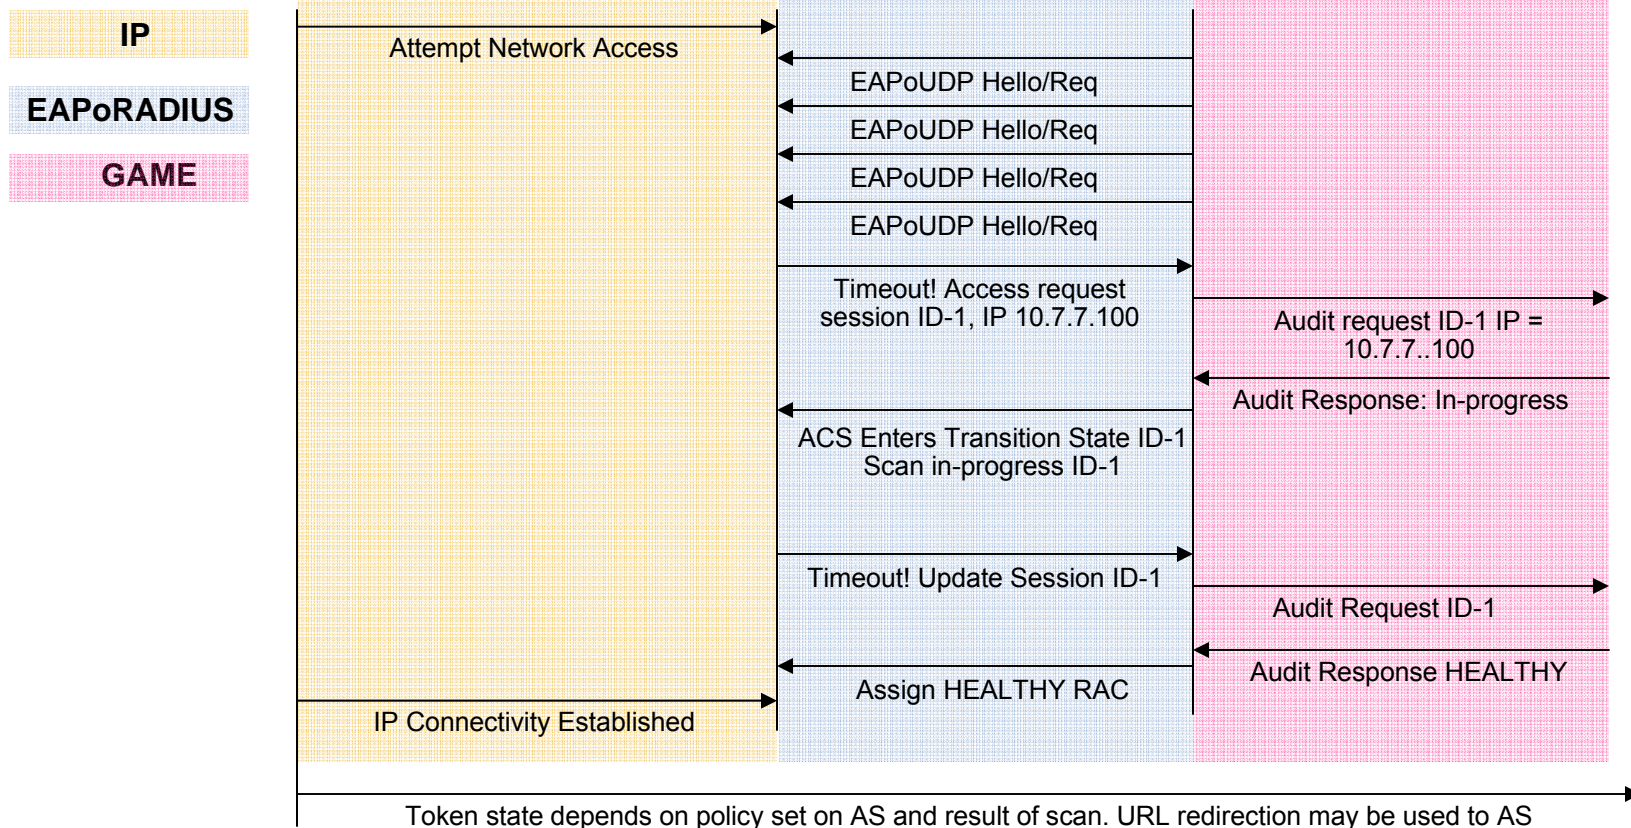 IP
EAPoRADIUS
GAME
Attempt Network Access
EAPoUDP Hello/Req
EAPoUDP Hello/Req
EAPoUDP Hello/Req
EAPoUDP Hello/Req
Timeout! Access request
session ID-1, IP 10.7.7.100
Audit request ID-1 IP =
10.7.7..100
Audit Response: In-progress
ACS Enters Transition State ID-1
Scan in-progress ID-1
Timeout! Update Session ID-1
Audit Request ID-1
Audit Response HEALTHY
Assign HEALTHY RAC
IP Connectivity Established
Token state depends on policy set on AS and result of scan. URL redirection may be used to AS